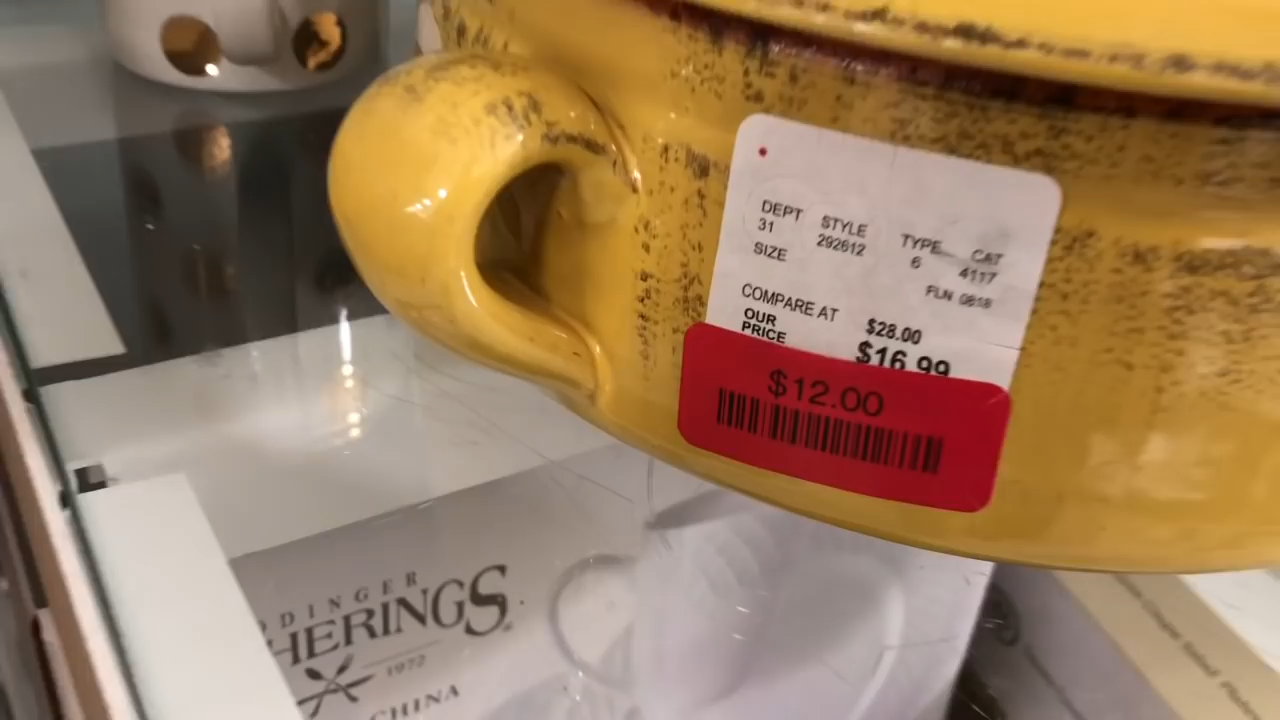 DEPT STYLE TYPE CAT
31 292612 6 4117
SIZE
FLN 0818
COMPARE AT $28.00
OUR
PRICE $16.99
$12.00
DINGER
HERINGS
1972
CHINA